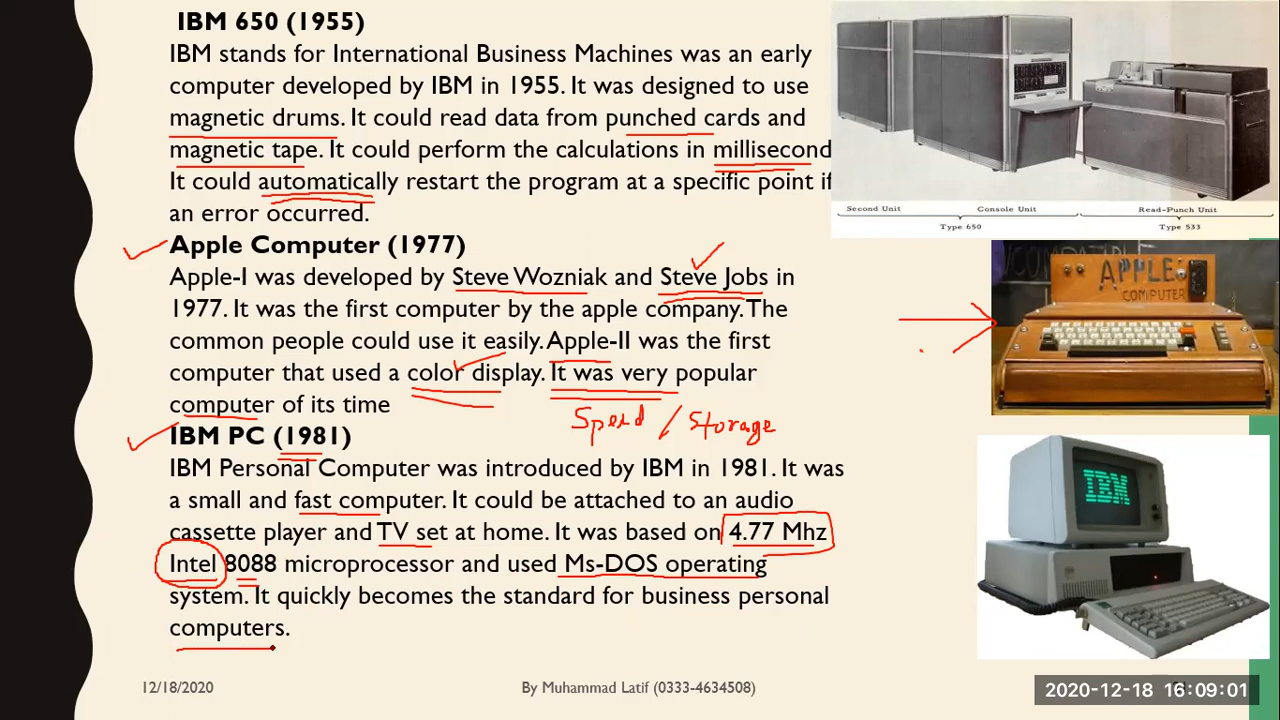 IBM 650 (1955)
IBM stands for International Business Machines was an early
computer developed by IBM in 1955. It was designed to use
magnetic drums. It could read data from punched cards and
magnetic tape. It could perform the calculations in millisecond
It could automatically restart the program at a specific point if
an error occurred.
Second Unit Console Unit Read-Punch Unit
Type 650 Type 533
Apple Computer (1977)
Apple-I was developed by Steve Wozniak and Steve Jobs in
1977. It was the first computer by the apple company. The
common people could use it easily. Apple-II was the first
computer that used a color display. It was very popular
computer of its time
Speed / Storage
APPLE
COMPUTER
IBM PC (1981)
IBM Personal Computer was introduced by IBM in 1981. It was
a small and fast computer. It could be attached to an audio
cassette player and TV set at home. It was based on 4.77 Mhz
Intel 8088 microprocessor and used Ms-DOS operating
system. It quickly becomes the standard for business personal
computers.
IBM
12/18/2020 By Muhammad Latif (0333-4634508)
2020-12-18 16:09:01